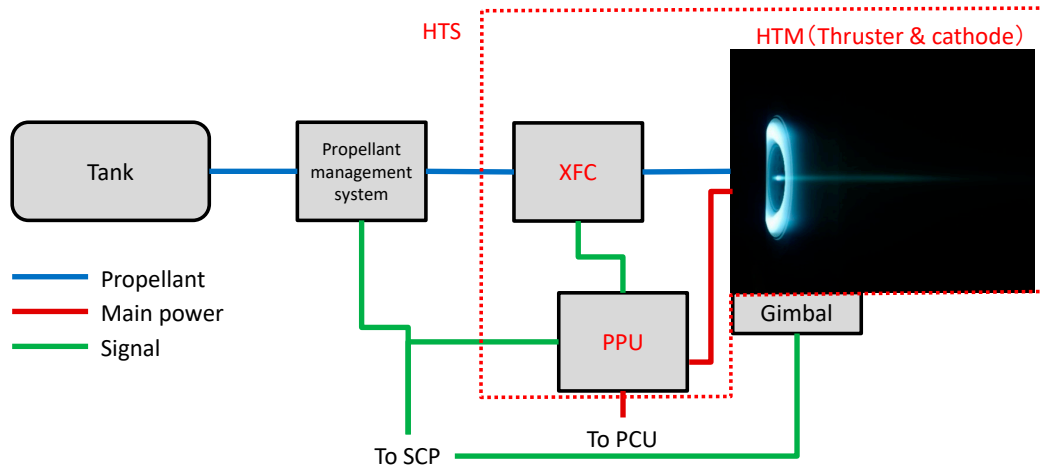 HTS
HTM（Thruster & cathode）
Tank
Propellant
management
system
XFC
Propellant
Main power
Signal
PPU
Gimbal
To PCU
To SCP